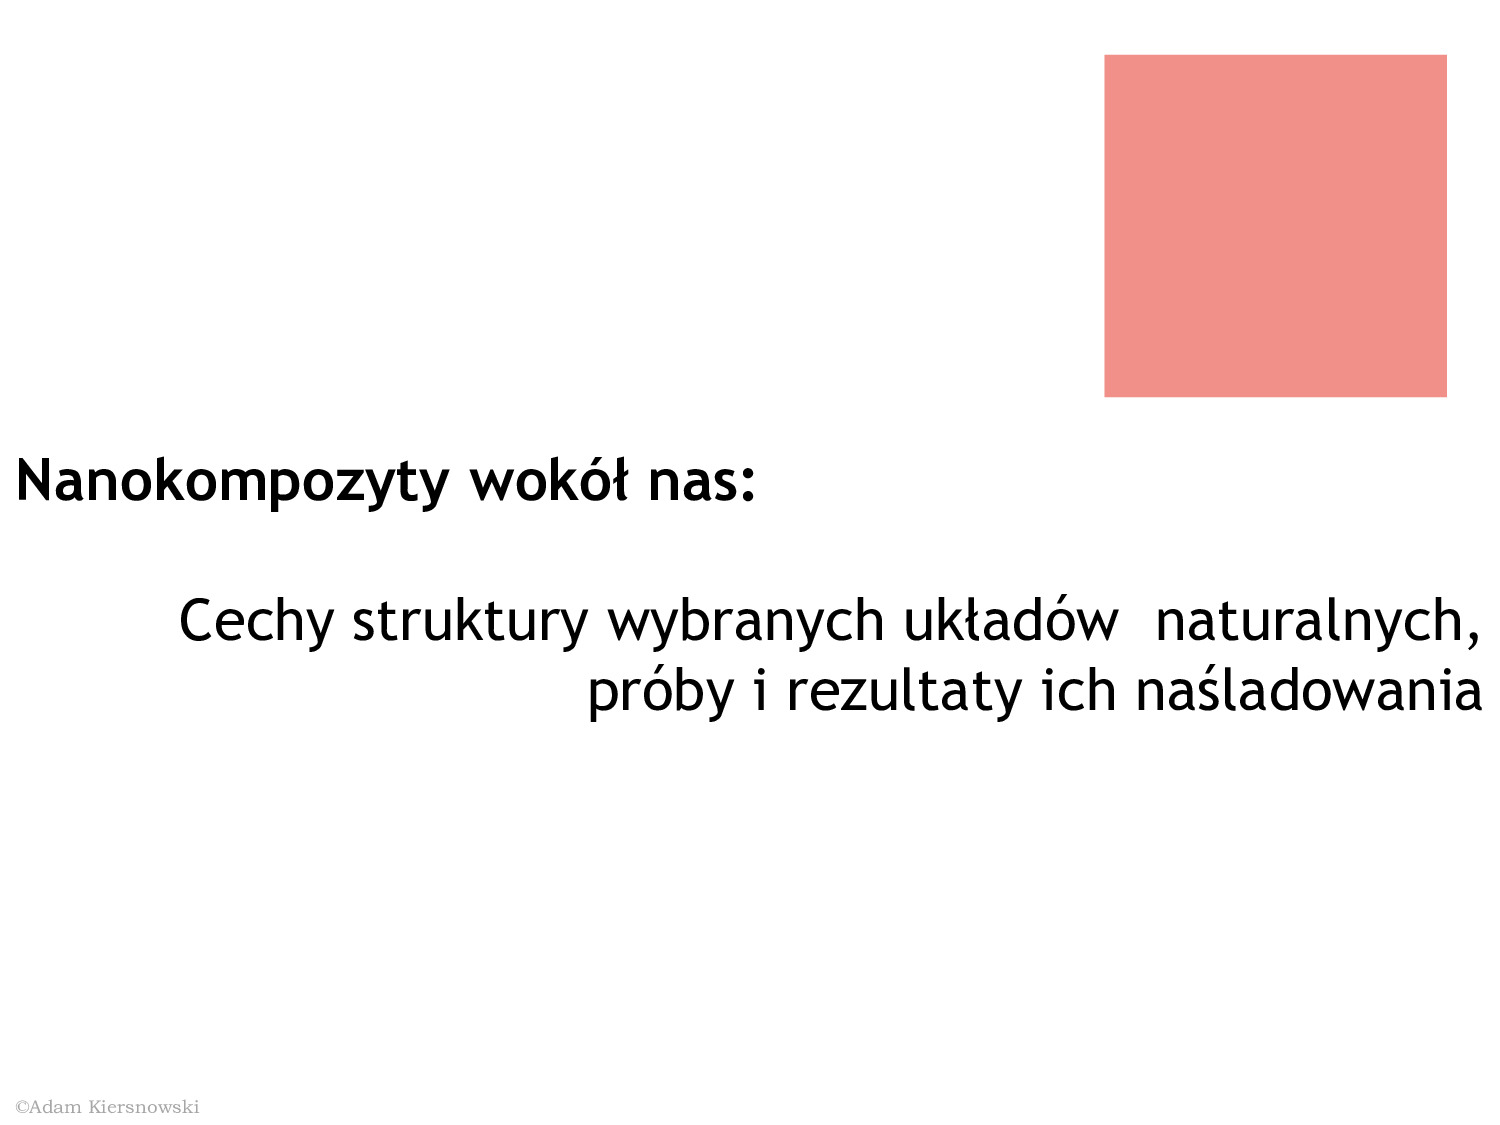 Nanokompozyty wokół nas:
Cechy struktury wybranych układów  naturalnych,
próby i rezultaty ich naśladowania
©Adam Kiersnowski